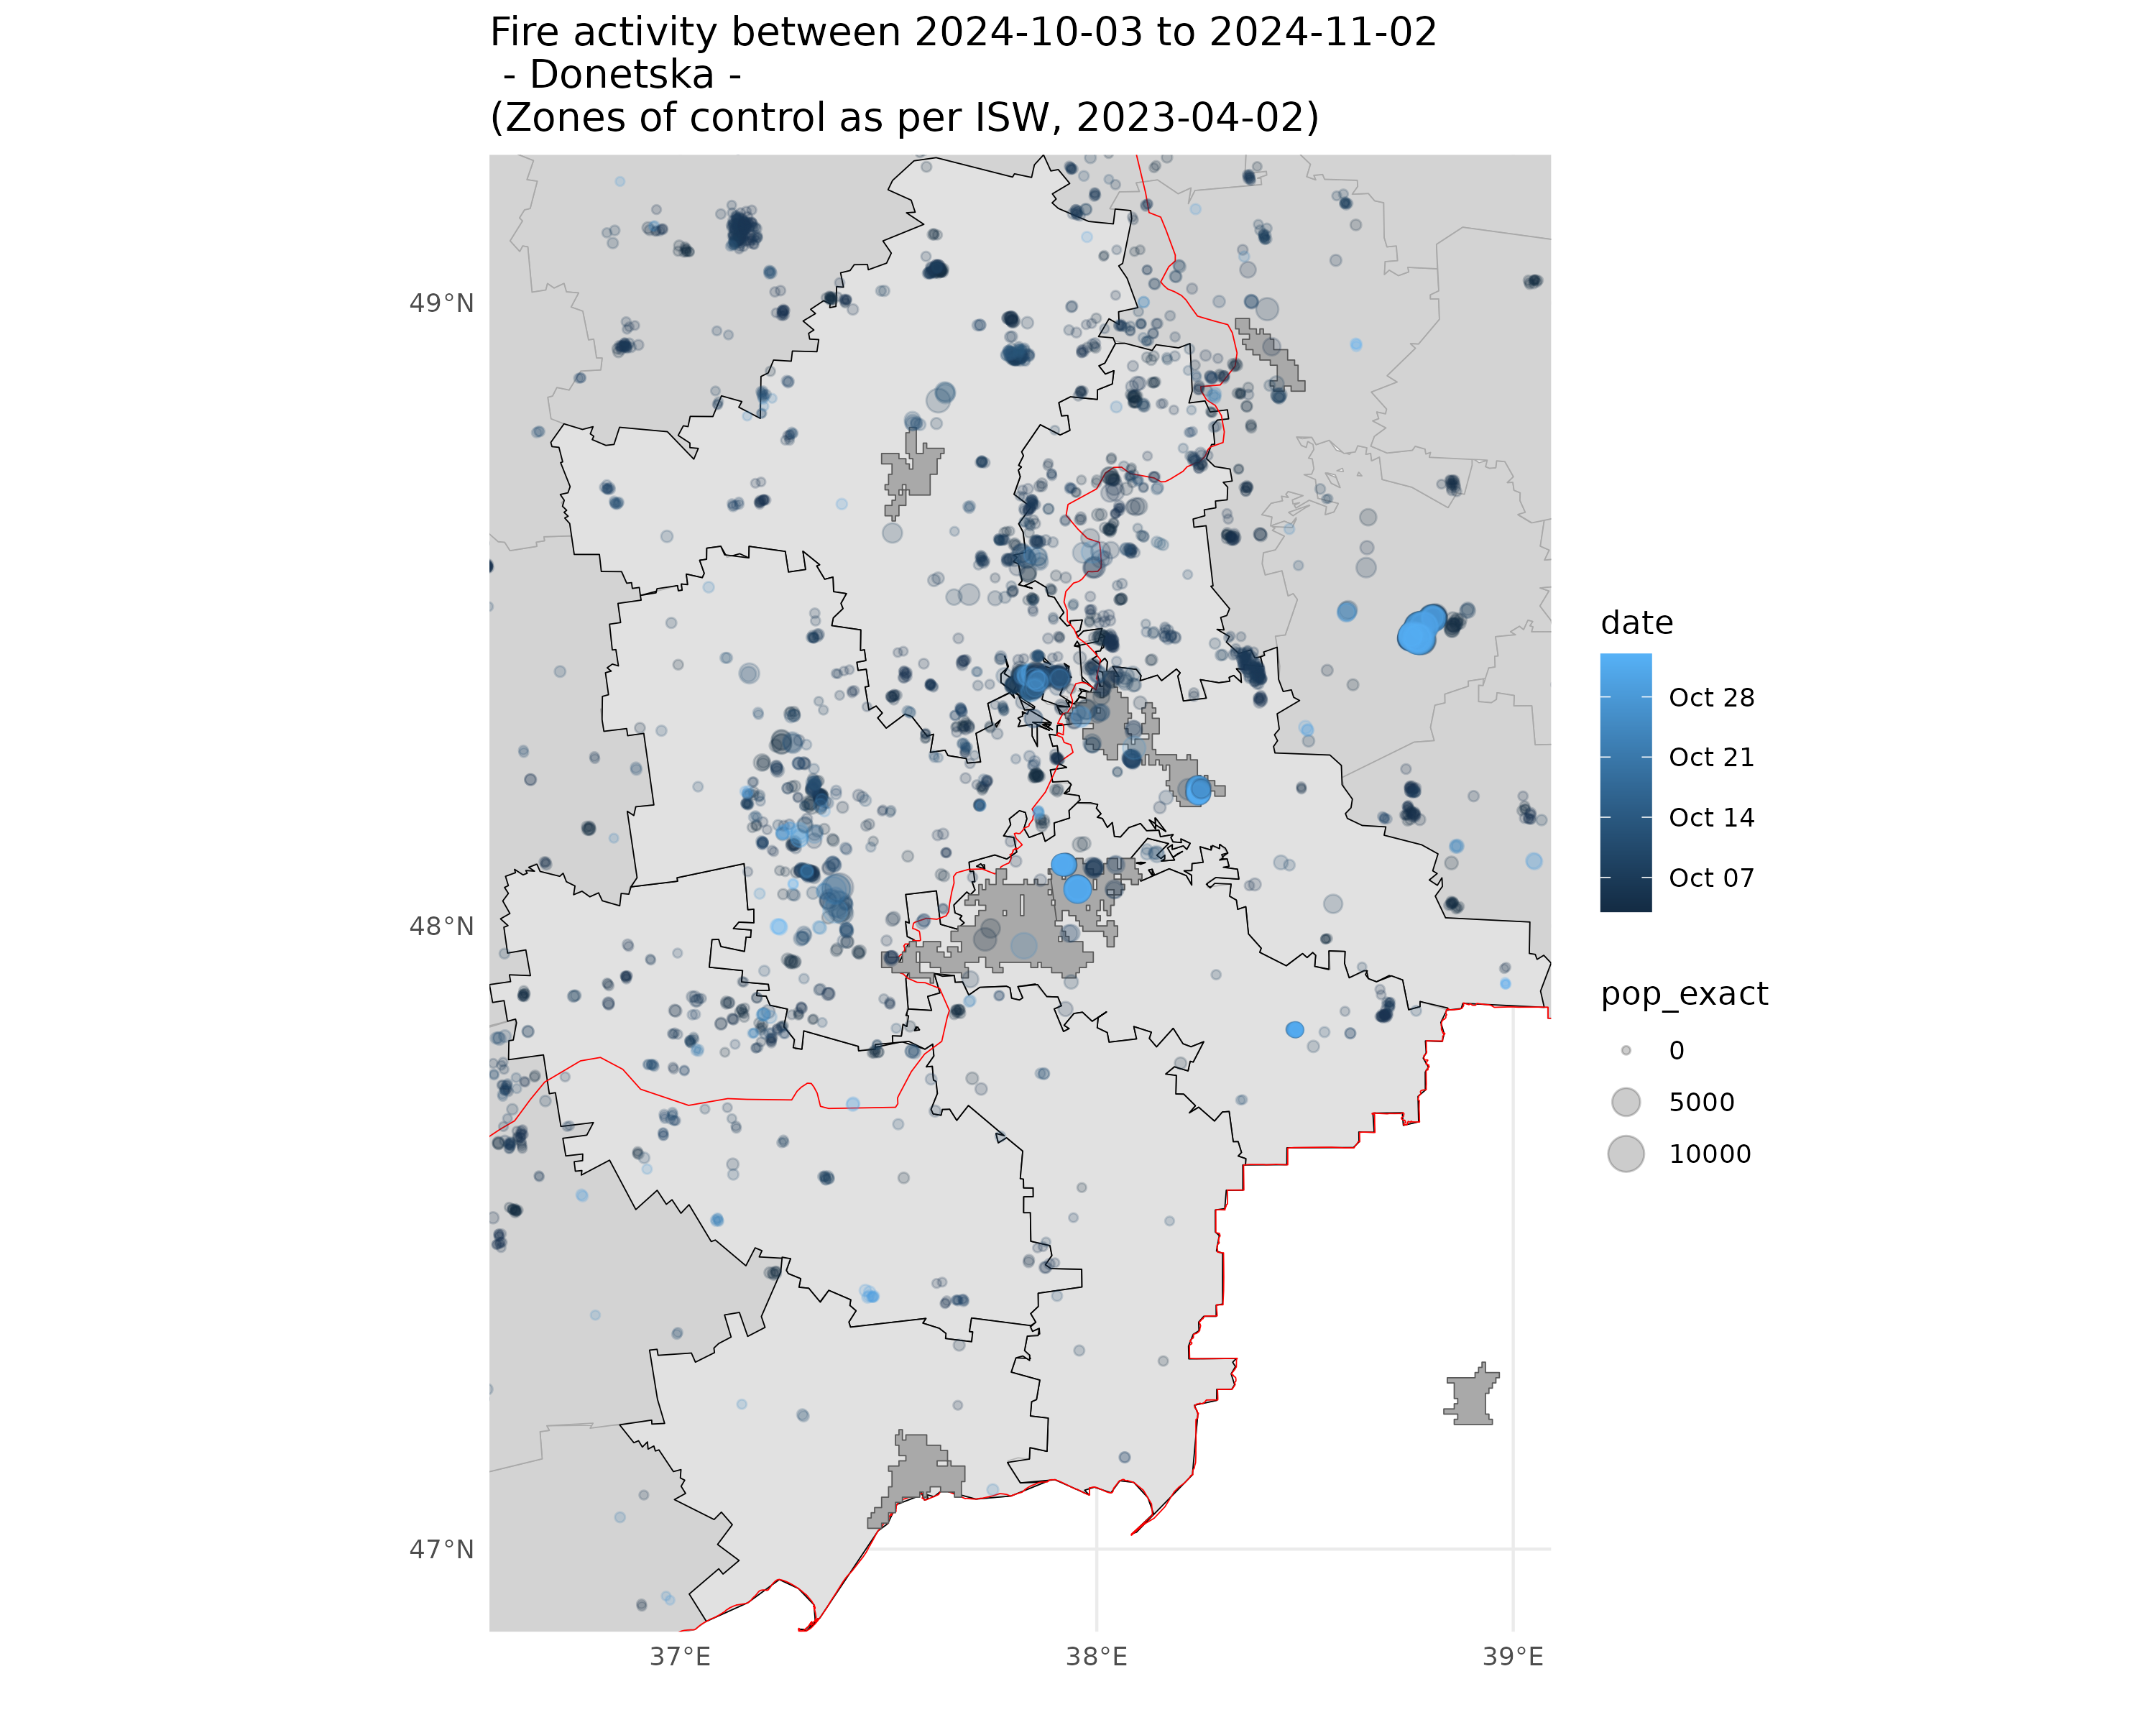 Fire activity between 2024-10-03 to 2024-11-02
- Donetska -
(Zones of control as per ISW, 2023-04-02)
49°N
48°N
47°N
37°E
38°E
39°E
date
Oct 28
Oct 21
Oct 14
Oct 07
pop_exact
0
5000
10000